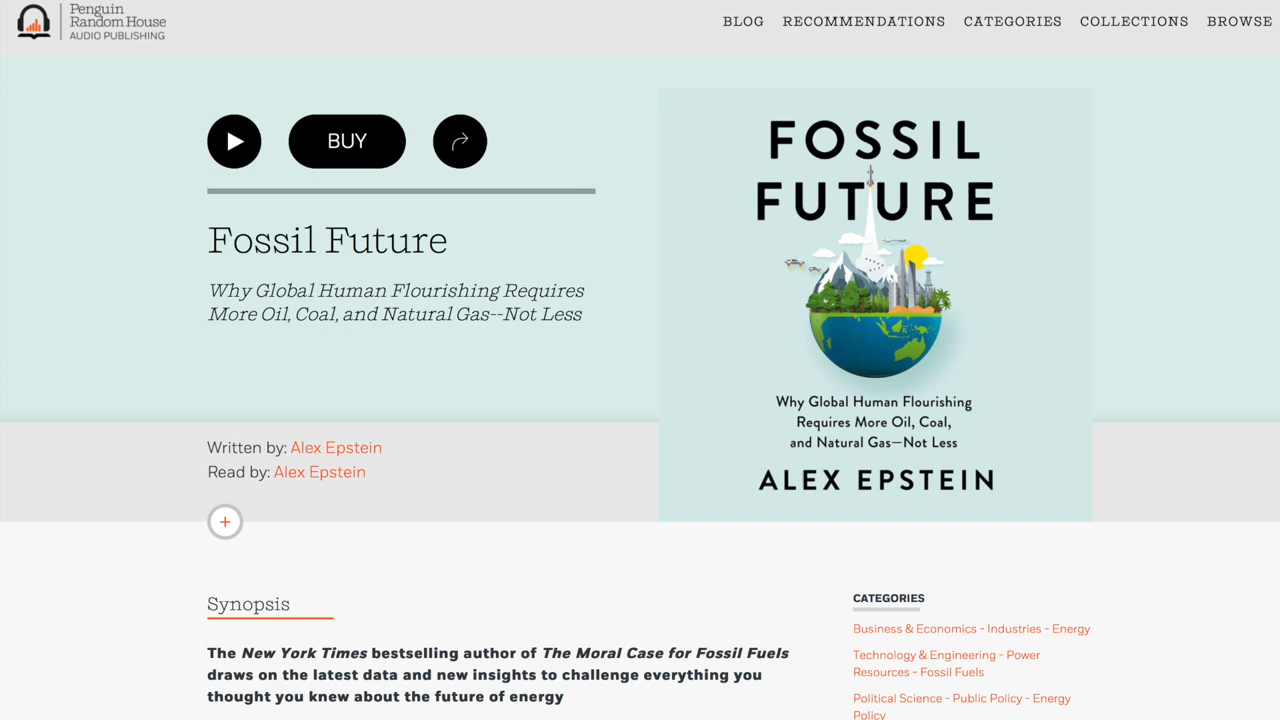 Penguin
Random House
AUDIO PUBLISHING
BLOG RECOMMENDATIONS CATEGORIES COLLECTIONS BROWSE
BUY
Fossil Future
Why Global Human Flourishing Requires
More Oil, Coal, and Natural Gas--Not Less
Written by: Alex Epstein
Read by: Alex Epstein
+
FOSSIL
FUTURE
Why Global Human Flourishing
Requires More Oil, Coal,
and Natural Gas—Not Less
ALEX EPSTEIN
Synopsis
The New York Times bestselling author of The Moral Case for Fossil Fuels
draws on the latest data and new insights to challenge everything you
thought you knew about the future of energy
CATEGORIES
Business & Economics - Industries - Energy
Technology & Engineering - Power
Resources - Fossil Fuels
Political Science - Public Policy - Energy
Policy